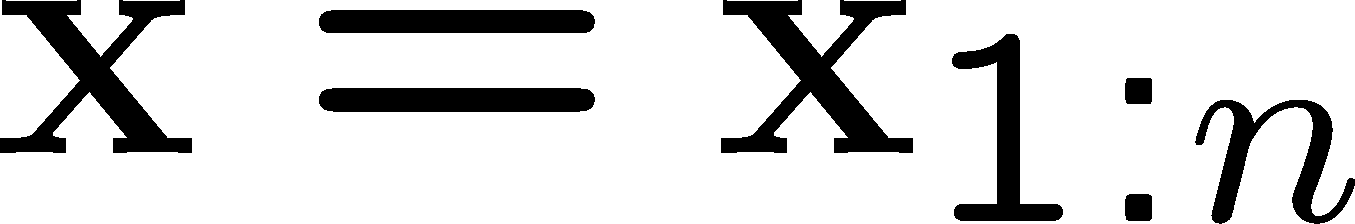 𝐱 = 𝐱₁:ₙ